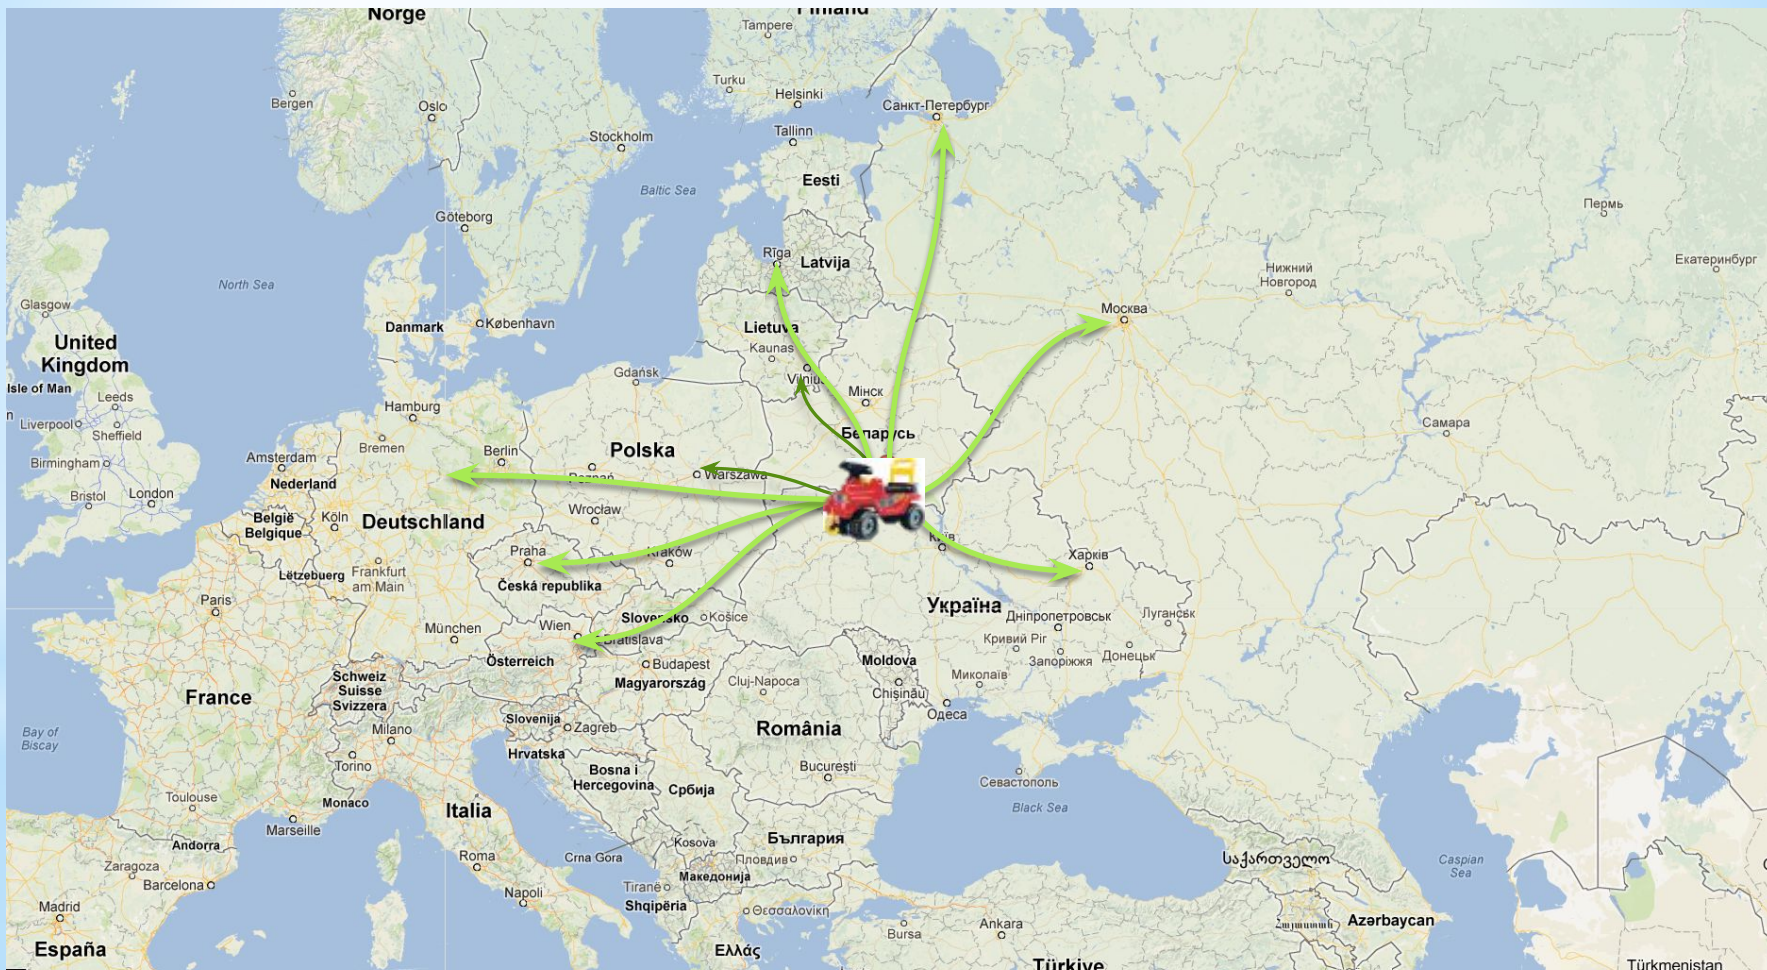 Norge
Finland
Tampere
Turku
Helsinki
Санкт-Петербург
Bergen
Oslo
Stockholm
Tallinn
Eesti
Baltic Sea
Пермь
Göteborg
Rīga
Latvija
Нижний
Новгород
Екатеринбург
North Sea
Glasgow
Москва
United
Kingdom
Danmark
København
Lietuva
Kaunas
Isle of Man
Gdańsk
Vilnius
Мінск
Leeds
Hamburg
Liverpool
Sheffield
Беларусь
Самара
Bremen
Berlin
Polska
Birmingham
Amsterdam
Nederland
Poznań
Warszawa
Bristol
London
België
Belgique
Köln
Deutschland
Wrocław
Київ
Praha
Kraków
Харків
Lëtzebuerg
Frankfurt
am Main
Česká republika
Paris
Україна
Дніпропетровськ
Луганськ
München
Wien
Slovensko
Košice
Bratislava
Кривий Ріг
Запоріжжя
Донецьк
Österreich
Budapest
Magyarország
Moldova
Chișinău
Миколаїв
Одеса
Cluj-Napoca
Schweiz
Suisse
Svizzera
France
Slovenija
Zagreb
România
Bay of
Biscay
Milano
Torino
Hrvatska
Bosna i
Hercegovina
Србија
București
Севастополь
Black Sea
Toulouse
Monaco
Marseille
Italia
Andorra
България
Kosova
Пловдив
Crna Gora
Македонија
Zaragoza
Barcelona
Roma
Napoli
Tiranë
Shqipëria
Θεσσαλονίκη
საქართველო
Caspian
Sea
Madrid
España
Ελλάς
Bursa
Ankara
Türkiye
Հայաստան
Azərbaycan
Türkmenistan